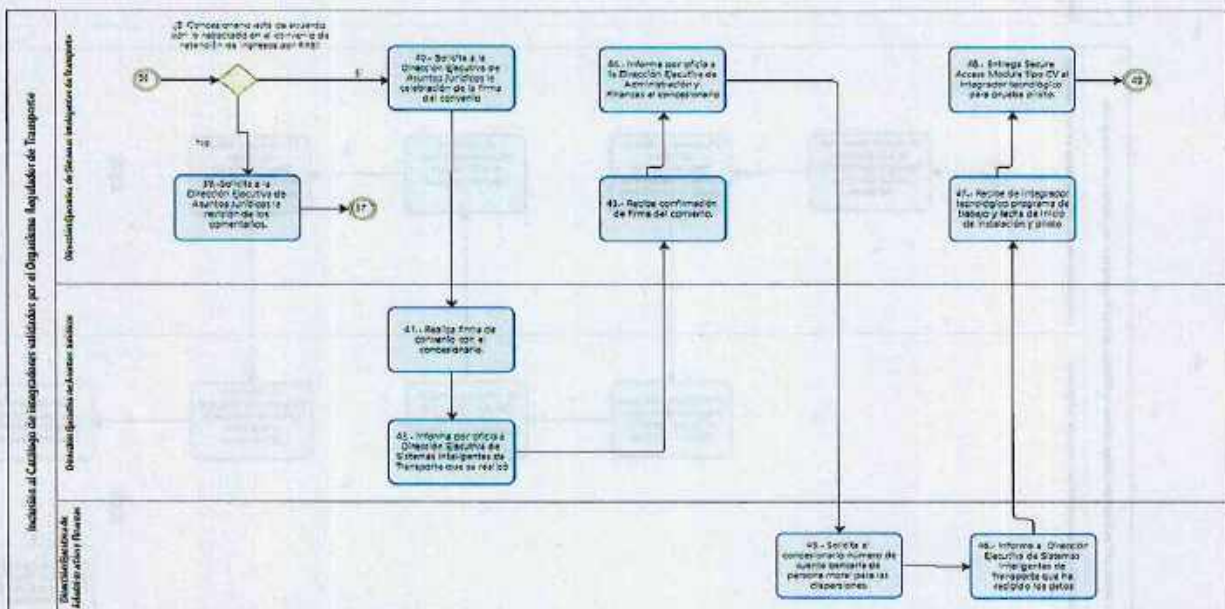 Inclusión al Catálogo de integradores validados por el Organismo Regulado de Transporte
Dirección Ejecutiva de Sistemas Inteligentes de Transporte
Dirección Ejecutiva de Asuntos Jurídicos
Dirección Ejecutiva de
Administración y Finanzas
¿El Concesionario está de acuerdo
con lo negociado en el convenio de
retención de ingresos por
Sí
No
40.- Solicita a la
Dirección Ejecutiva de
Asuntos Jurídicos la
celebración de la firma
del convenio
39.- Solicita a la
Dirección Ejecutiva de
Asuntos Jurídicos la
revisión de los
comentarios.
37
41.- Realiza firma de
convenio con el
concesionario.
Informa por oficio a
Dirección Ejecutiva de
Sistemas Inteligentes de
Transporte que se realizó
43.- Recibe confirmación
de firma del convenio.
44.- Informa por oficio a
la Dirección Ejecutiva de
Administración y
Finanzas el concesionario
45.- Solicita al
concesionario número de
cuenta bancaria de
persona moral para las
dispersiones.
46.- Informa a Dirección
Ejecutiva de Sistemas
Inteligentes de
Transporte que ha
recibido los datos
47.- Recibe de integrador
tecnológico programa de
trabajo y fecha de inicio
de instalación y piloto
48.- Entrega Secure
Access Module tipo CV al
integrador tecnológico
para prueba piloto.
49